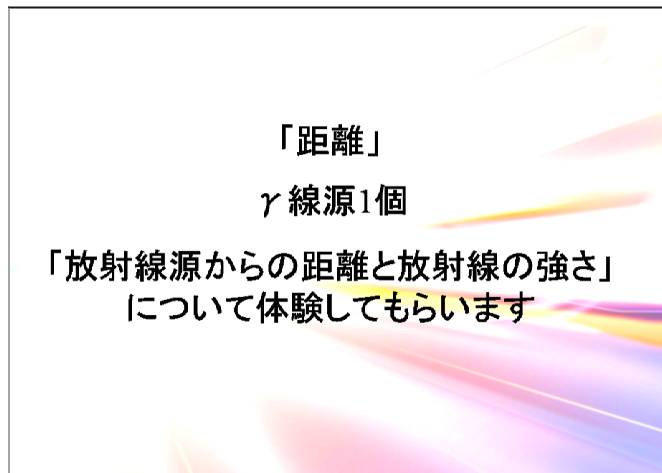 「距離」
γ線源1個
「放射線源からの距離と放射線の強さ」
について体験してもらいます